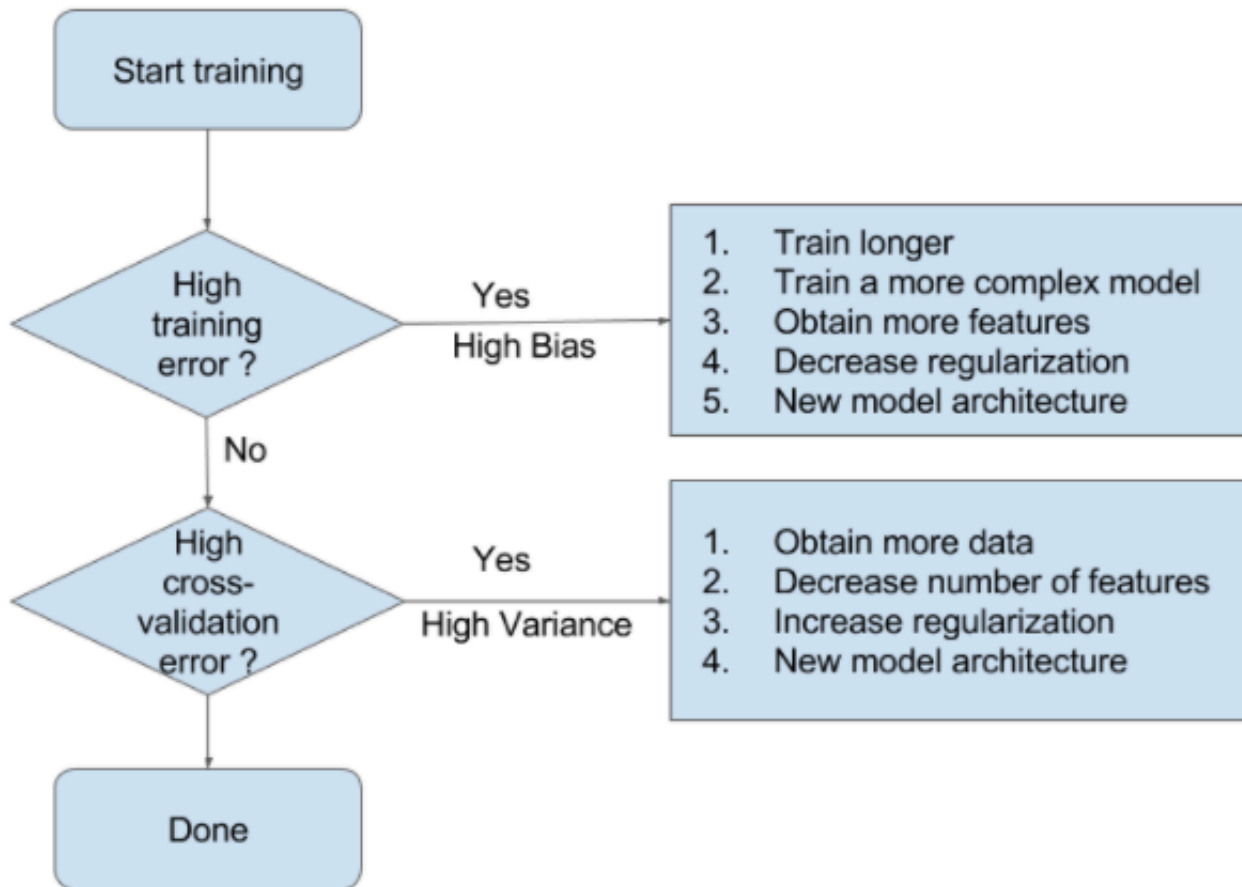 Start training
High
training
error ?
Yes
High Bias
1. Train longer
2. Train a more complex model
3. Obtain more features
4. Decrease regularization
5. New model architecture
No
High
cross-
validation
error ?
Yes
High Variance
1. Obtain more data
2. Decrease number of features
3. Increase regularization
4. New model architecture
Done